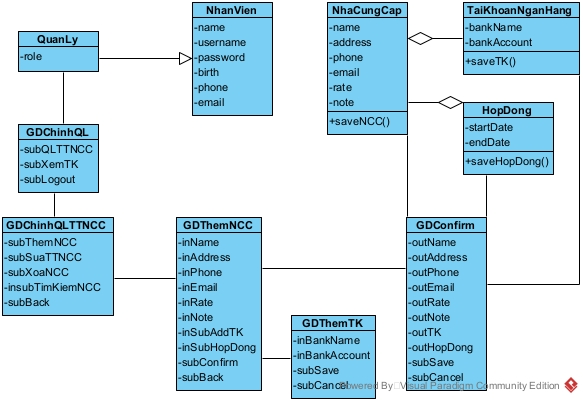 NhanVien
-name
-username
-password
-birth
-phone
-email
QuanLy
-role
NhaCungCap
-name
-address
-phone
-email
-rate
-note
+saveNCC()
TaiKhoanNganHang
-bankName
-bankAccount
+saveTK()
HopDong
-startDate
-endDate
+saveHopDong()
GDChinhQL
-subQLTTNCC
-subXemTK
-subLogout
GDChinhQLTTNCC
-subThemNCC
-subSuaTTNCC
-subXoaNCC
-insubTimKiemNCC
-subBack
GDThemNCC
-inName
-inAddress
-inPhone
-inEmail
-inRate
-inNote
-inSubAddTK
-inSubHopDong
-subConfirm
-subBack
GDThemTK
-inBankName
-inBankAccount
-subSave
-subCancel
GDConfirm
-outName
-outAddress
-outPhone
-outEmail
-outRate
-outNote
-outTK
-outHopDong
-subSave
-subCancel
Powered By Visual Paradigm Community Edition